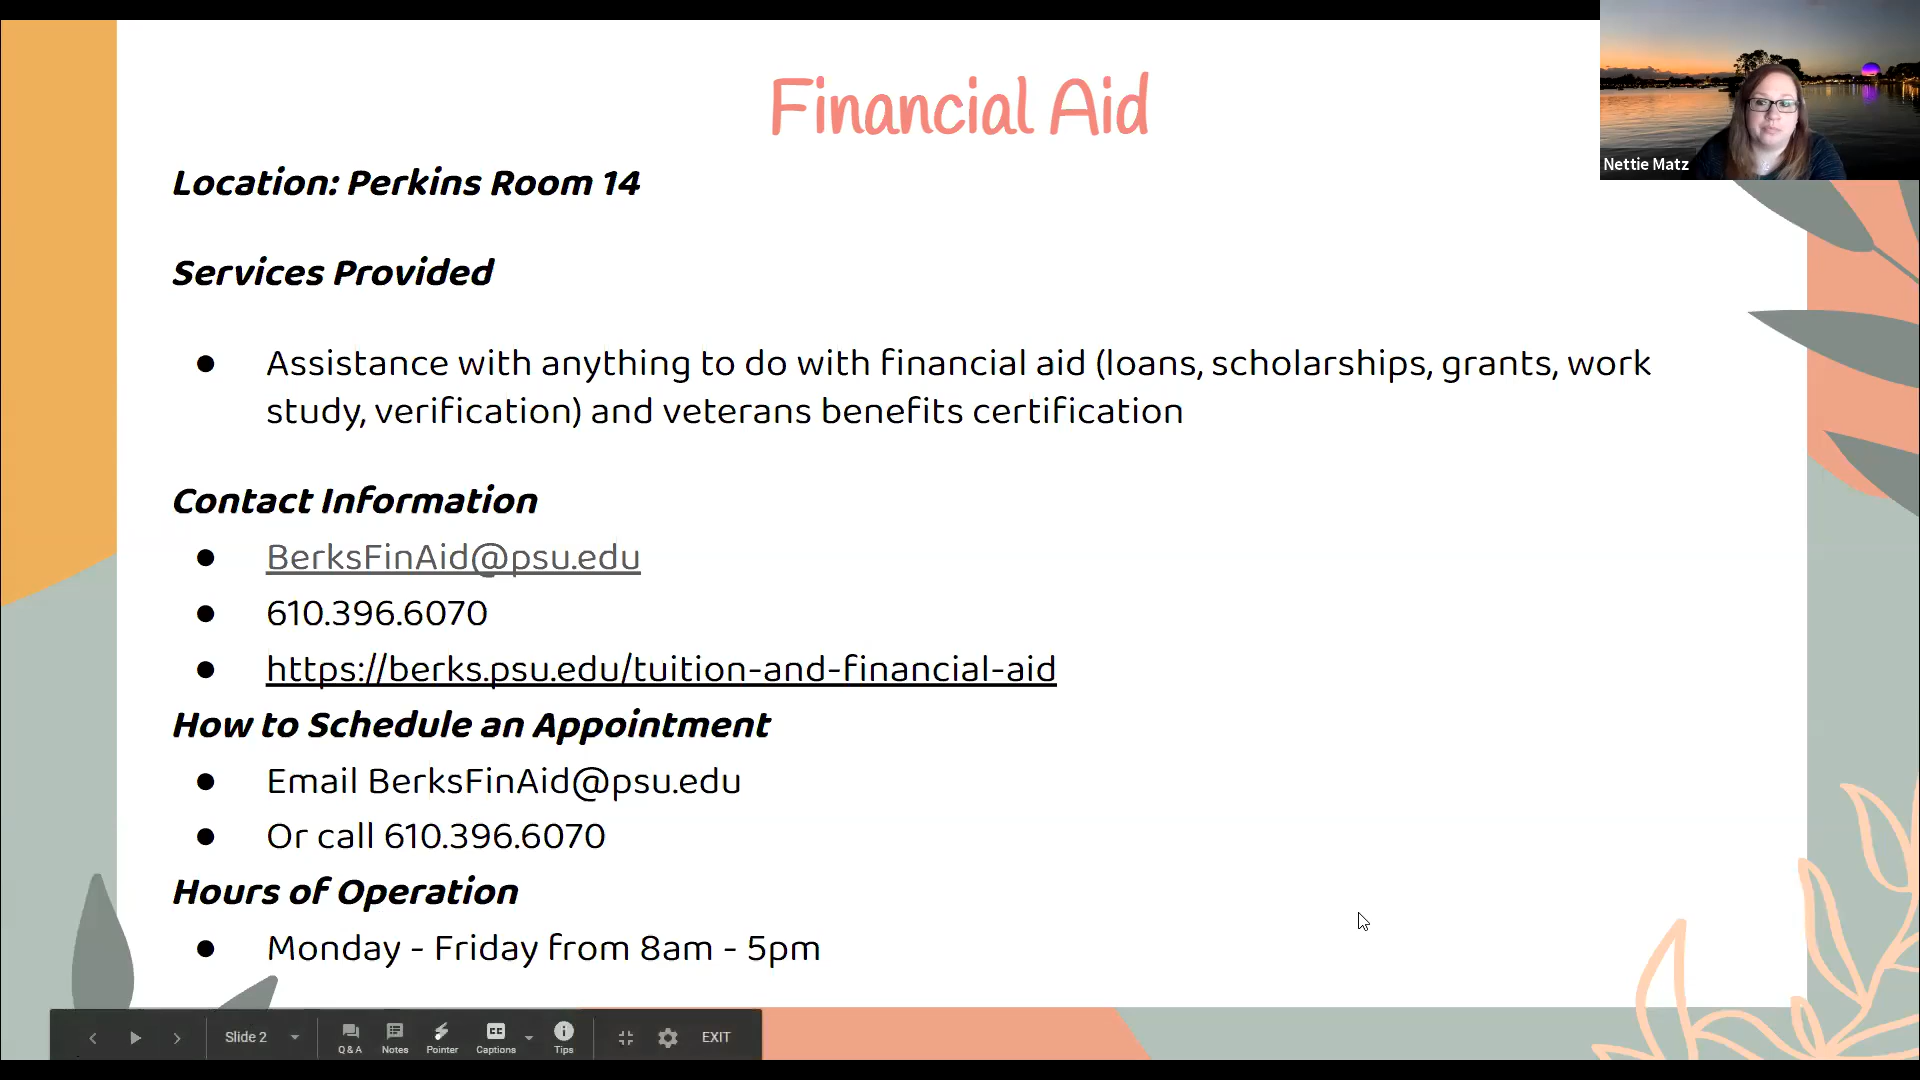 Financial Aid
Nettie Matz
Location: Perkins Room 14
Services Provided
● Assistance with anything to do with financial aid (loans, scholarships, grants, work
study, verification) and veterans benefits certification
Contact Information
● BerksFinAid@psu.edu
● 610.396.6070
● https://berks.psu.edu/tuition-and-financial-aid
How to Schedule an Appointment
● Email BerksFinAid@psu.edu
● Or call 610.396.6070
Hours of Operation
● Monday - Friday from 8am - 5pm
Slide 2
Q & A
Notes
Pointer
CC
Captions
Tips
EXIT